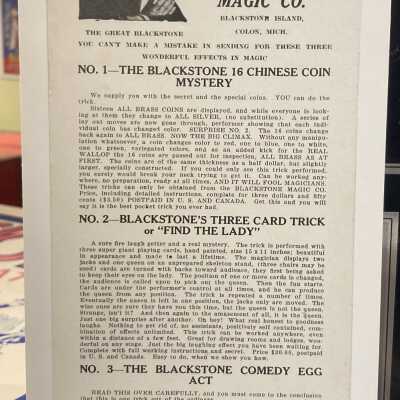 MAGIC CO.
BLACKSTONE ISLAND,
THE GREAT BLACKSTONE COLON, MICH.
YOU CAN'T MAKE A MISTAKE IN SENDING FOR THESE THREE
WONDERFUL EFFECTS IN MAGIC
NO. 1—THE BLACKSTONE 16 CHINESE COIN
MYSTERY
We supply you with the secret and the special coins. YOU can do the
trick.
Sixteen ALL BRASS COINS are displayed, and while everyone is look-
ing at them they change to ALL SILVER, (no substitution). A series of
lay out moves are now gone through, performer showing that each indi-
vidual coin has changed color. SURPRISE NO. 2. The 16 coins change
back again to ALL BRASS. NOW THE BIG CLIMAX. Without any manipu-
lation whatsoever, a coin changes color to red, one to blue, one to white,
one to green, variegated colors, and as an added kick for the REAL
WALLOP the 16 coins are passed out for inspection, ALL BRASS AS AT
FIRST. The coins are of the same thickness as a half dollar, but slightly
larger, specially constructed. If you could only see this trick performed,
you surely would break your neck trying to get it. Can be worked any-
where, no preparation, ready at all times, AND IT WILL FOOL MAGICIANS.
These tricks can only be obtained from the BLACKSTONE MAGIC CO.
Price, including detailed instructions, complete for three dollars and fifty
cents ($3.50) POSTPAID IN U. S. AND CANADA. Get this and you will
say it is the best pocket trick you ever had.
NO. 2—BLACKSTONE'S THREE CARD TRICK
or "FIND THE LADY"
A sure fire laugh getter and a real mystery. The trick is performed with
three super giant playing cards, hand painted, size 15 x 11 inches; beautiful
in appearance and made to last a lifetime. The magician displays two
jacks and one queen on an unprepared skeleton stand, (three chairs may be
used) cards are turned with backs toward audience, they first being asked
to keep their eyes on the lady. The position of one or more cards is changed,
the audience is called upon to pick out the queen. Then the fun starts.
Cards are under the performer's control at all times, and he can produce
the queen from any position. The trick is repeated a number of times.
Eventually the queen is left in one position, the jacks only are moved. The
wise ones are sure they have you this time, but the queen is not the queen.
Strange, isn't it? And then again to the amusement of all, it is the Queen.
Just one big surprise after another. Oh boy! What real honest to goodness
laughs. Nothing to get rid of, no assistants, positively self contained, com-
bination of effects unlimited. This trick can be worked anywhere, even
within a distance of a few feet. Great for drawing rooms and lodges, won-
derful on any stage. Just the big laughing effect you have been waiting for.
Complete with full working instructions and secret. Price $20.00, postpaid
in U. S. and Canada. Easy to do, when we show you how.
NO. 3—THE BLACKSTONE COMEDY EGG
ACT
READ THIS OVER CAREFULLY, and you must come to the conclusion
that this is one trick out of the ordinary.